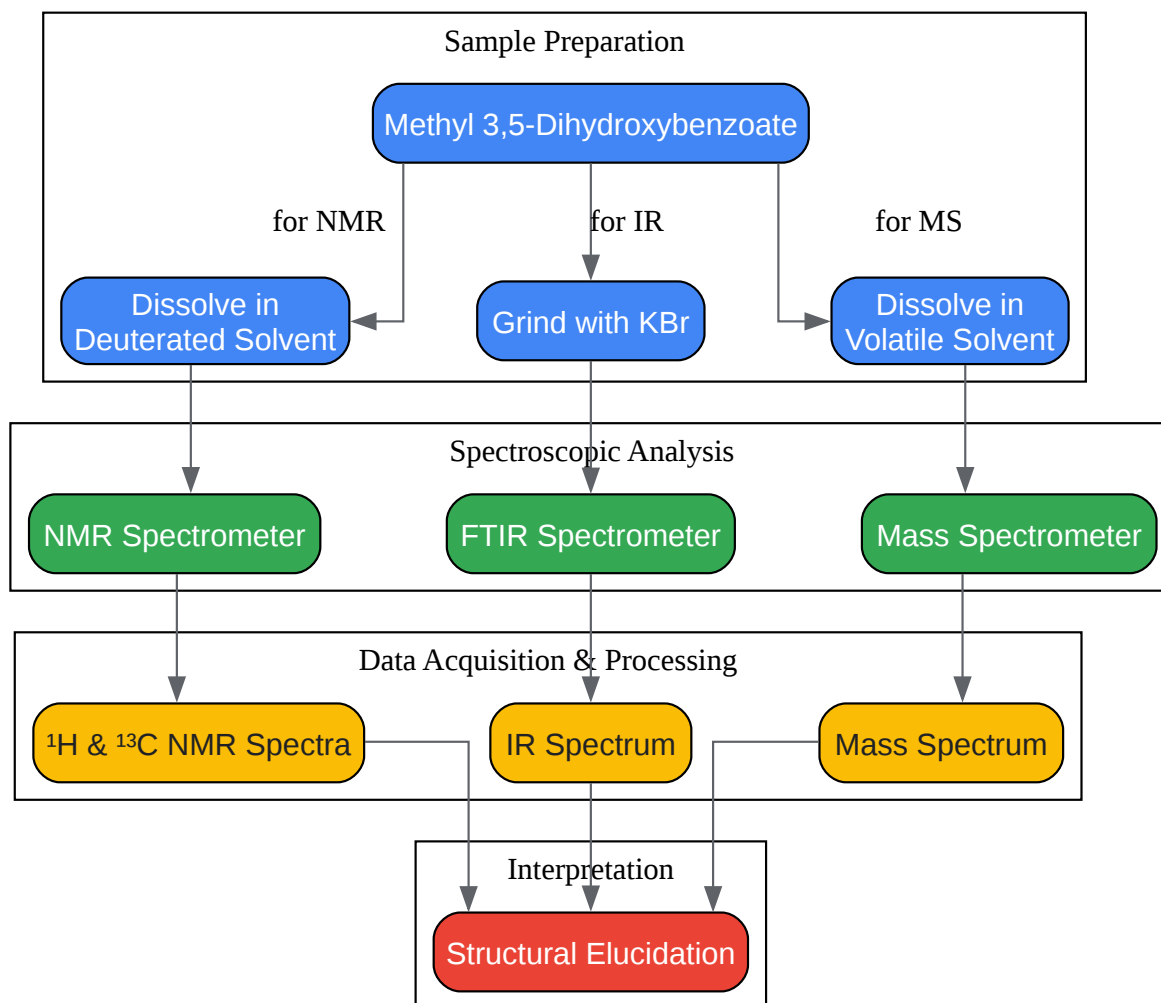 Sample Preparation
Methyl 3,5-Dihydroxybenzoate
for NMR
for IR
for MS
Dissolve in
Deuterated Solvent
Grind with KBr
Dissolve in
Volatile Solvent
Spectroscopic Analysis
NMR Spectrometer
FTIR Spectrometer
Mass Spectrometer
Data Acquisition & Processing
¹H & ¹³C NMR Spectra
IR Spectrum
Mass Spectrum
Interpretation
Structural Elucidation